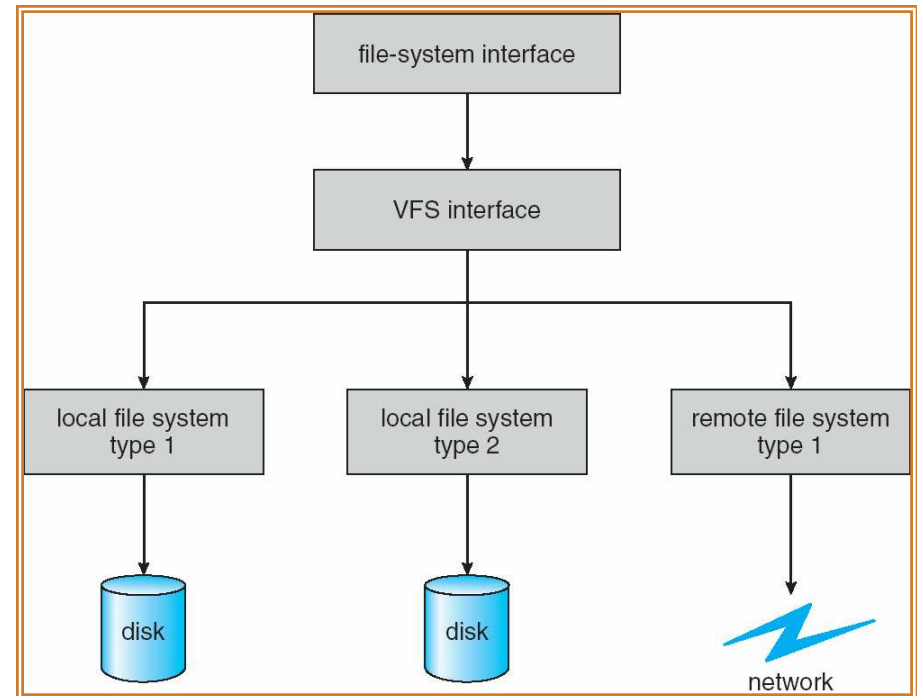 file-system interface
VFS interface
local file system
type 1
local file system
type 2
remote file system
type 1
disk
disk
network